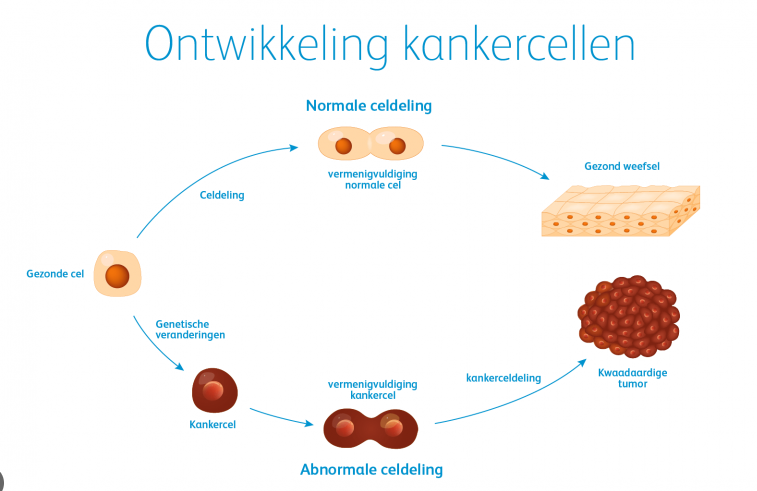 Ontwikkeling kankercellen
Normale celdeling
vermenigvuldiging
normale cel
Gezond weefsel
Celdeling
Gezonde cel
Genetische
veranderingen
Kankercel
vermenigvuldiging
kankercel
kankerceldeling
Kwaadaardige
tumor
Abnormale celdeling